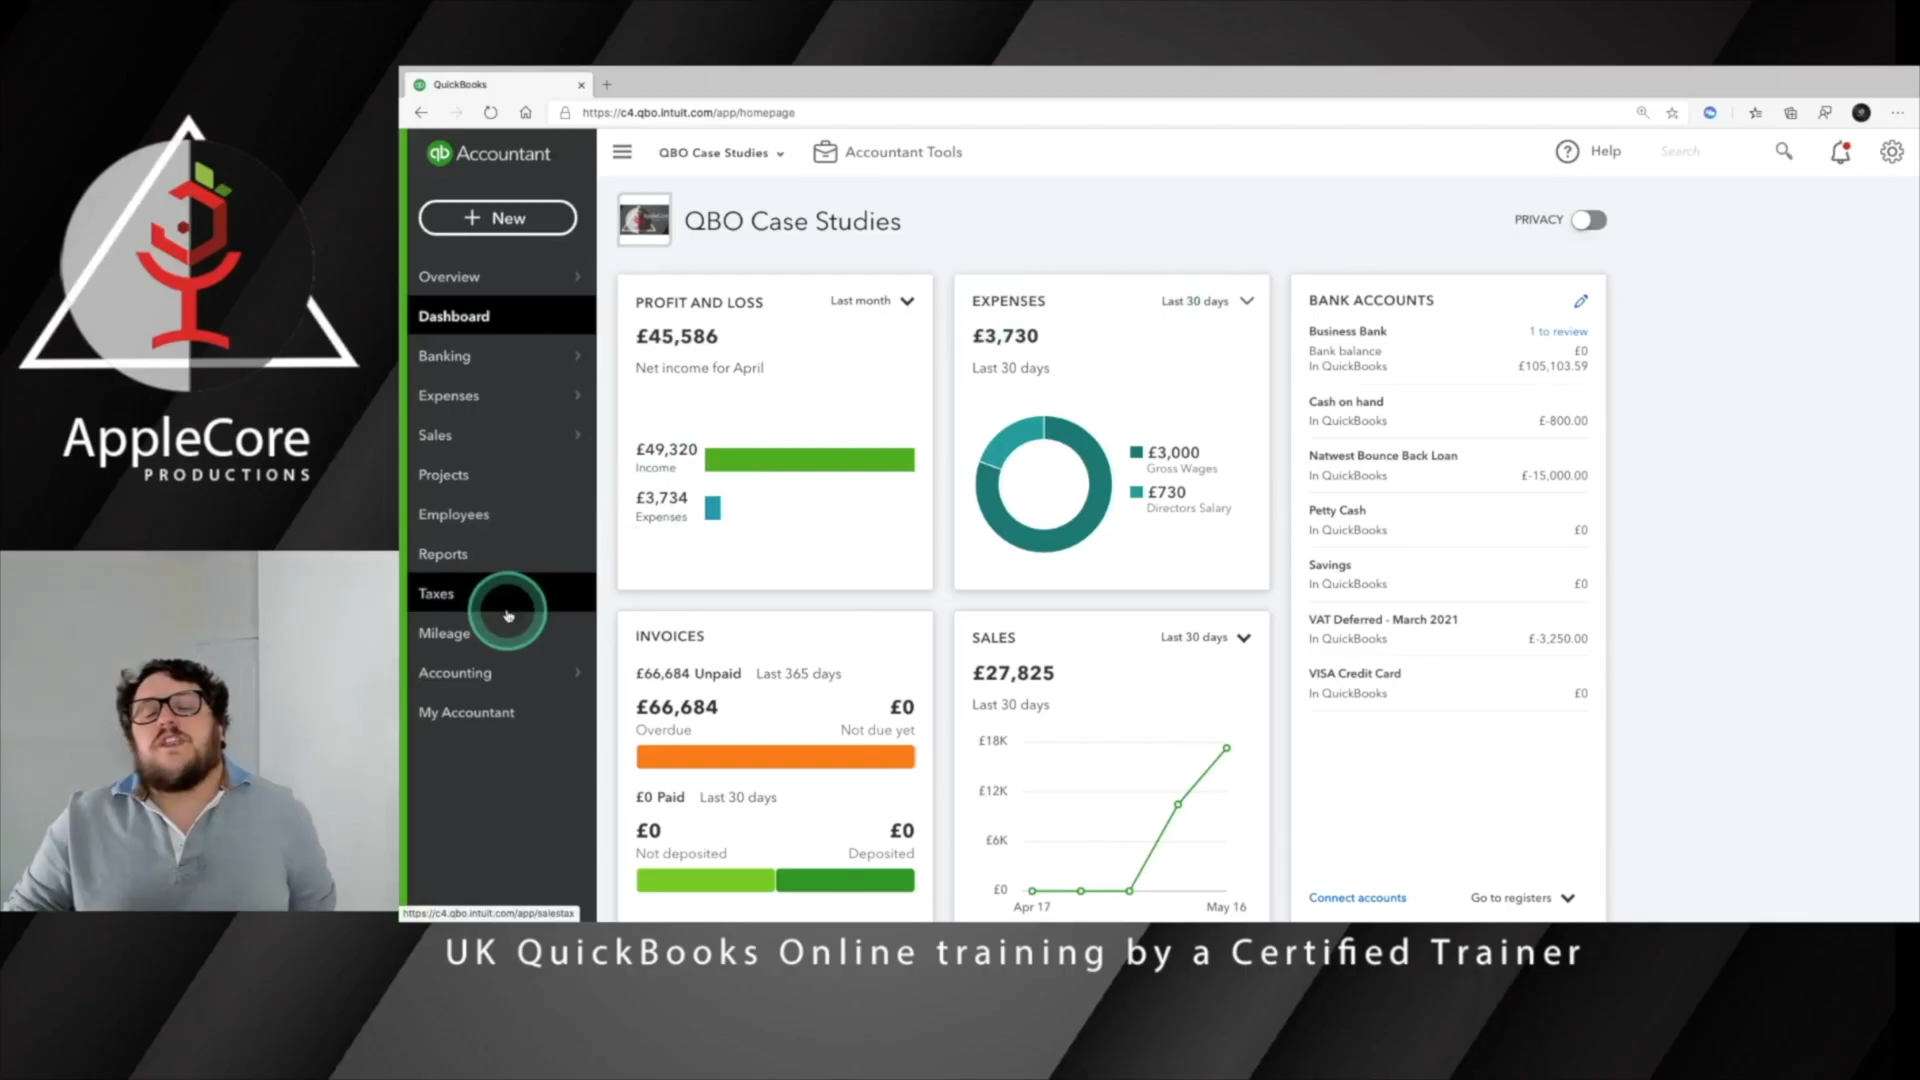 AppleCore
PRODUCTIONS
QuickBooks
https://c4.qbo.intuit.com/app/homepage
qb Accountant
QBO Case Studies
Accountant Tools
Help
Search
+ New
Overview
Dashboard
Banking
Expenses
Sales
Projects
Employees
Reports
Taxes
Mileage
Accounting
My Accountant
https://c4.qbo.intuit.com/app/salestax
AppleCore
QBO Case Studies
PRIVACY
PROFIT AND LOSS
Last month
£45,586
Net income for April
£49,320
Income
£3,734
Expenses
EXPENSES
Last 30 days
£3,730
Last 30 days
£3,000
Gross Wages
£730
Directors Salary
BANK ACCOUNTS
Business Bank
1 to review
Bank balance £0
In QuickBooks £105,103.59
Cash on hand
In QuickBooks £-800.00
Natwest Bounce Back Loan
In QuickBooks £-15,000.00
Petty Cash
In QuickBooks £0
Savings
In QuickBooks £0
VAT Deferred - March 2021
In QuickBooks £-3,250.00
VISA Credit Card
In QuickBooks £0
Connect accounts
Go to registers
INVOICES
£66,684 Unpaid Last 365 days
£66,684 £0
Overdue Not due yet
£0 Paid Last 30 days
£0 £0
Not deposited Deposited
SALES
Last 30 days
£27,825
Last 30 days
£18K
£12K
£6K
£0
Apr 17 May 16
UK QuickBooks Online training by a Certified Trainer